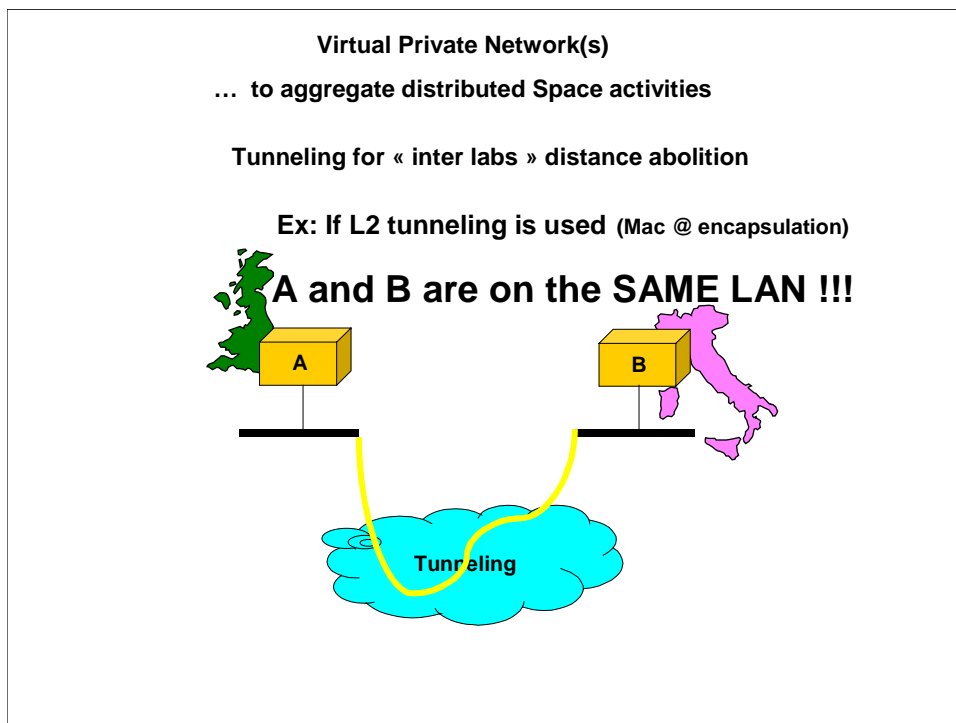 Virtual Private Network(s)
… to aggregate distributed Space activities
Tunneling for « inter labs » distance abolition
Ex: If L2 tunneling is used (Mac @ encapsulation)
A and B are on the SAME LAN !!!
A
B
Tunneling